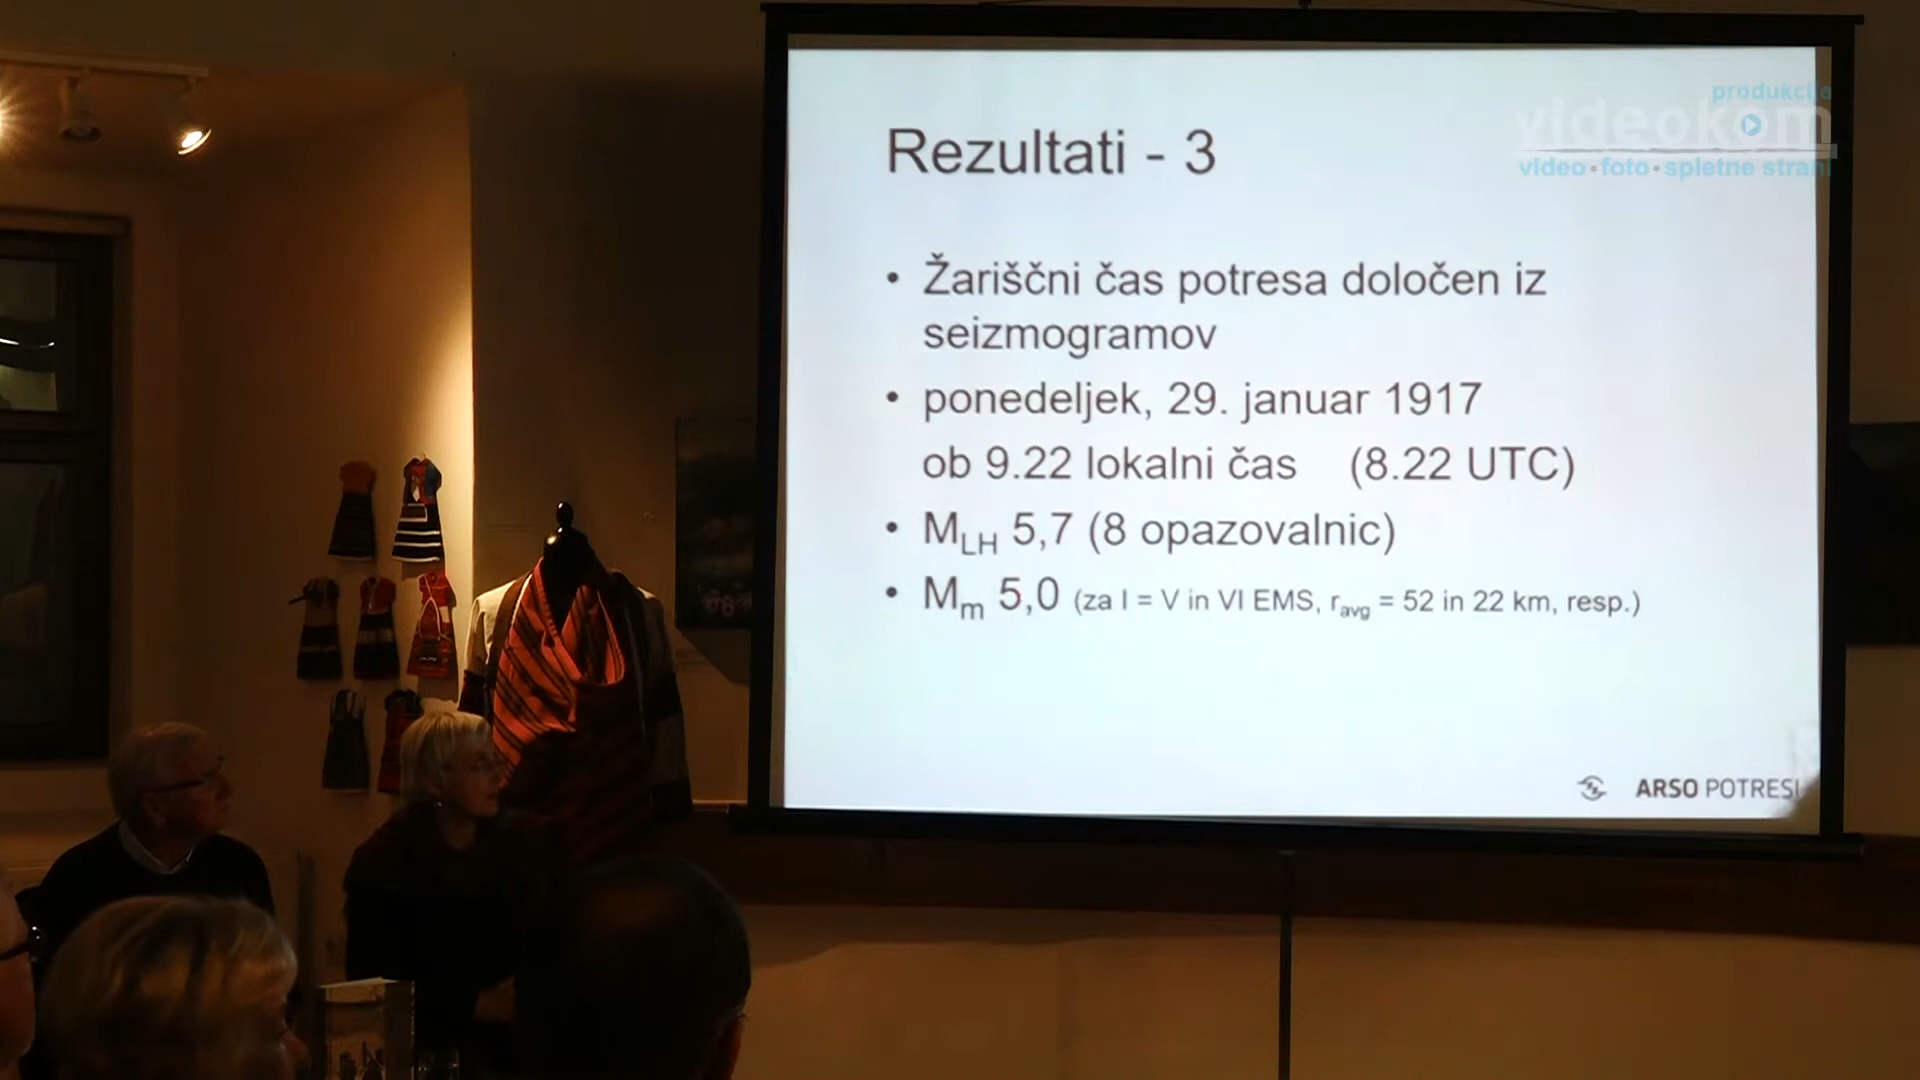 produkcija
videokom
video•foto•spletne strani
Rezultati - 3
• Žariščni čas potresa določen iz
seizmogramov
• ponedeljek, 29. januar 1917
ob 9.22 lokalni čas (8.22 UTC)
• MLH 5,7 (8 opazovalnic)
• Mm 5,0 (za I = V in VI EMS, ravg = 52 in 22 km, resp.)
ARSO POTRESI